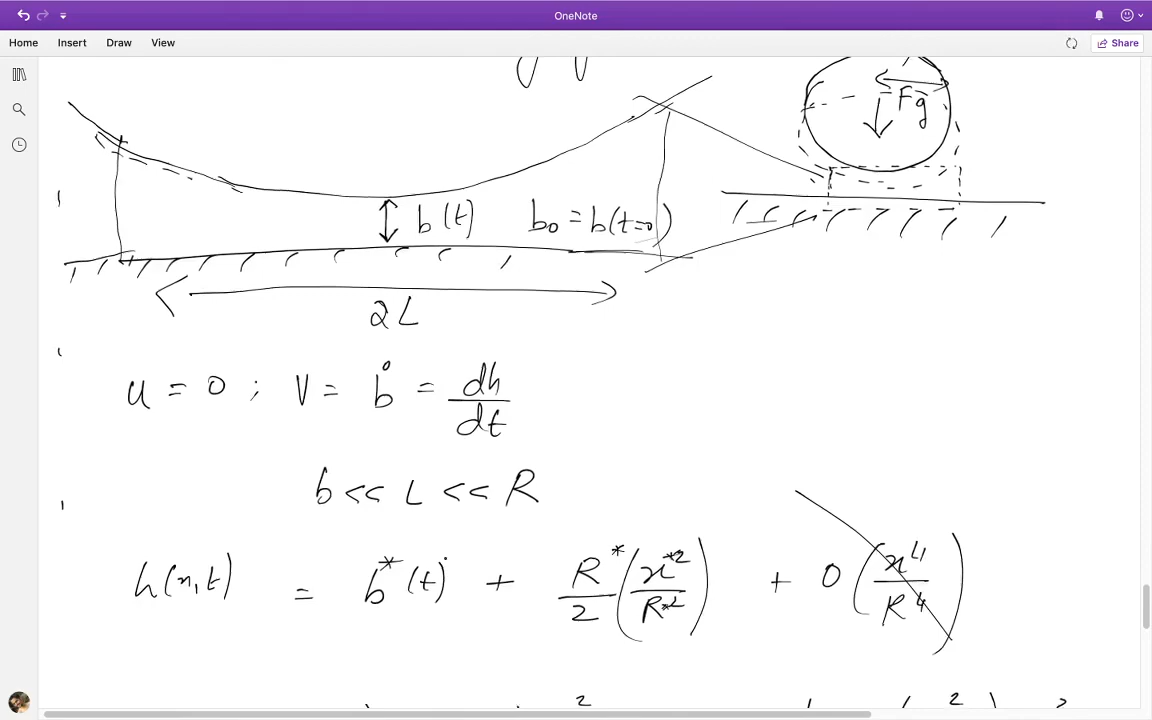 OneNote
Home Insert Draw View Share
Fg
b(t) b₀ = b(t=0)
2L
u = 0 ; V = ḃ = dh/dt
b << L << R
h(x,t) = b*(t) + R*/2 (x*²/R*²) + O(x⁴/R⁴)